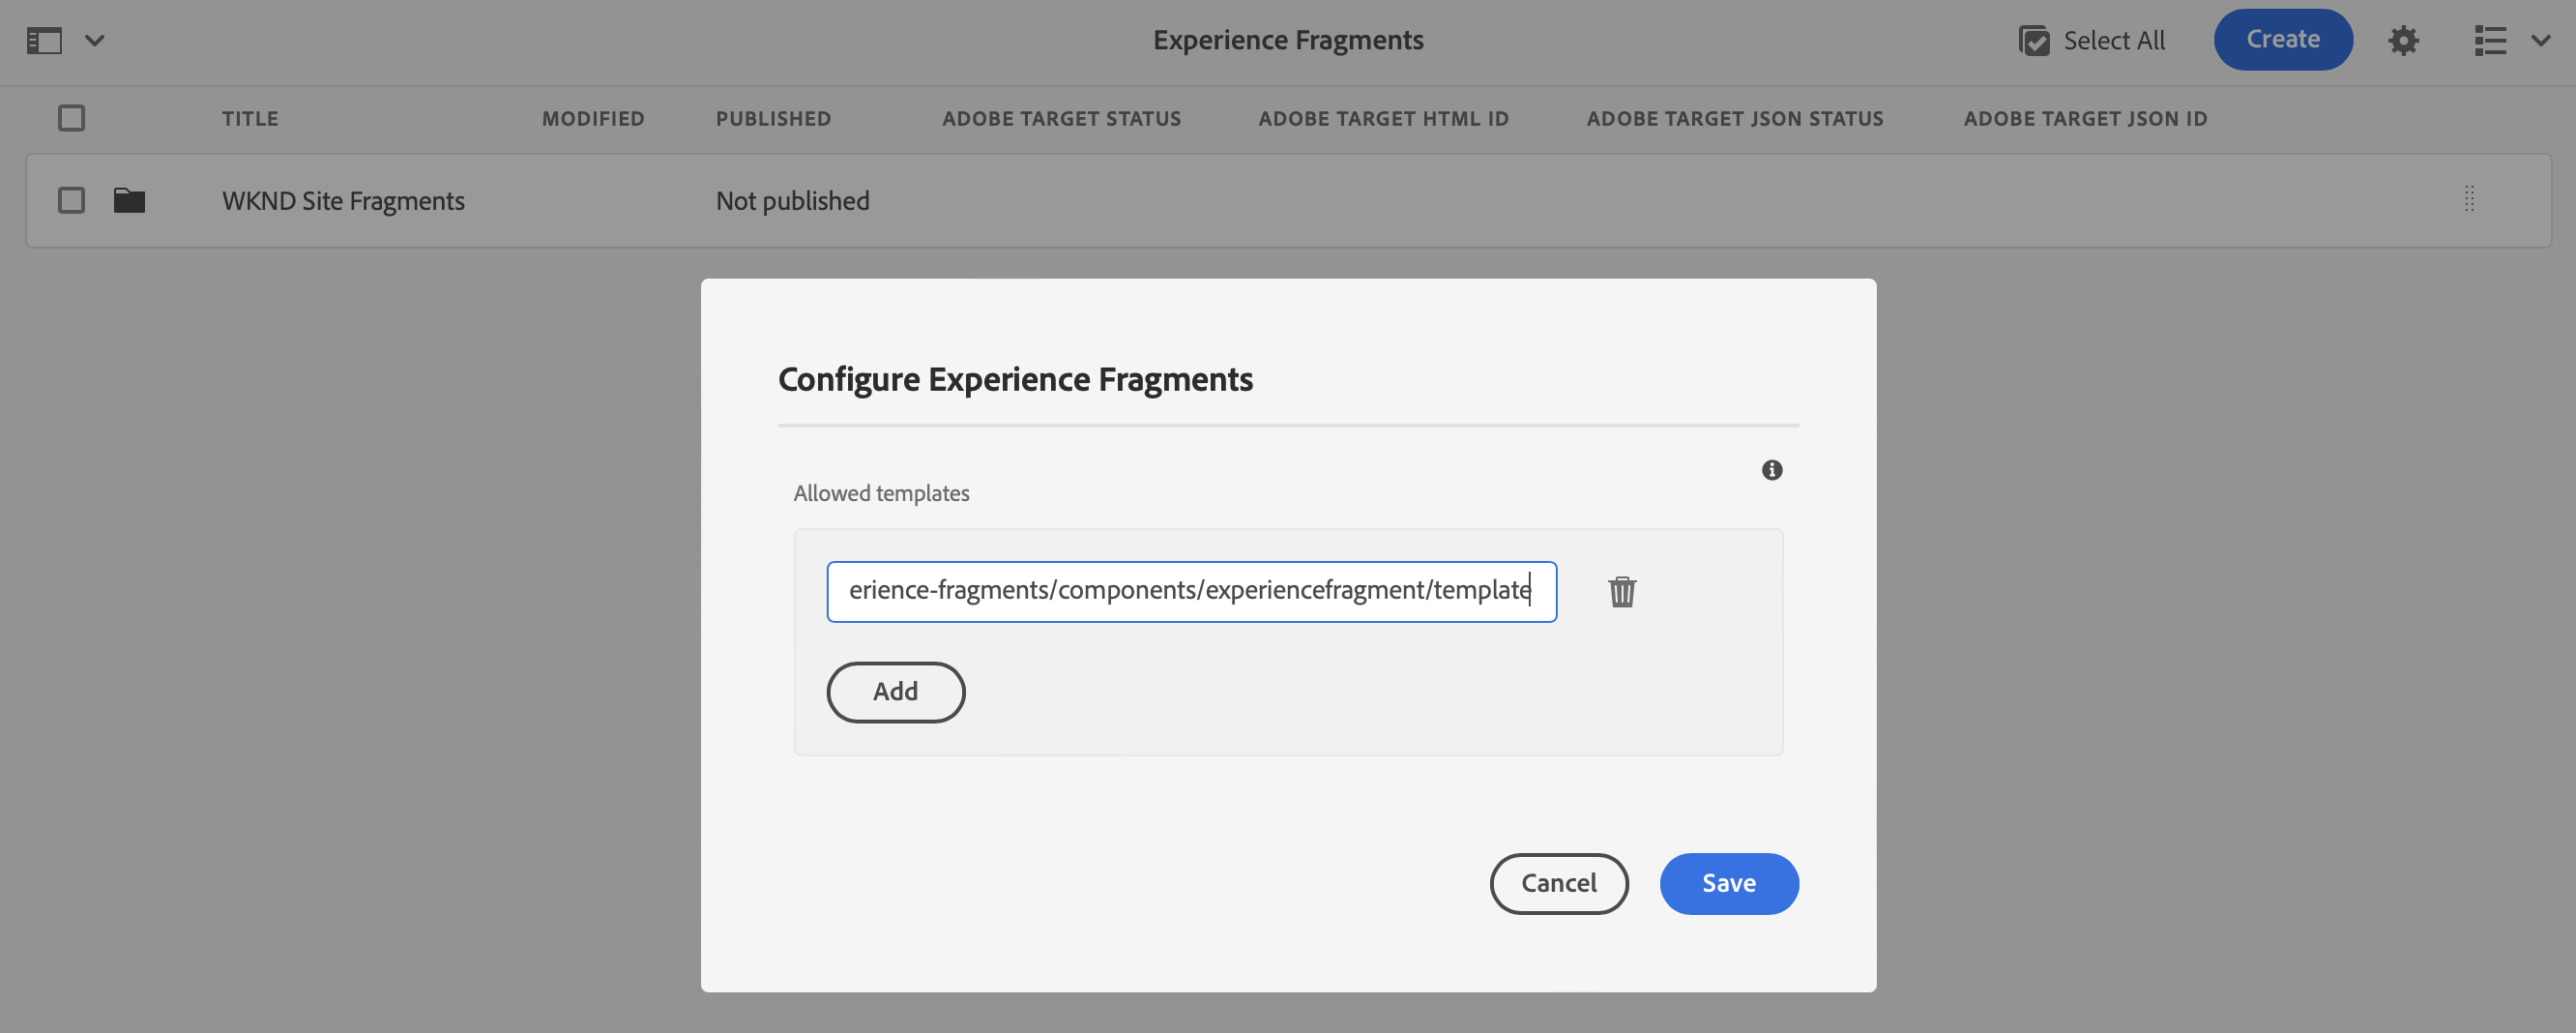 Experience Fragments
Select All
Create
TITLE MODIFIED PUBLISHED ADOBE TARGET STATUS ADOBE TARGET HTML ID ADOBE TARGET JSON STATUS ADOBE TARGET JSON ID
WKND Site Fragments Not published
Configure Experience Fragments
Allowed templates
erience-fragments/components/experiencefragment/template
Add
Cancel Save